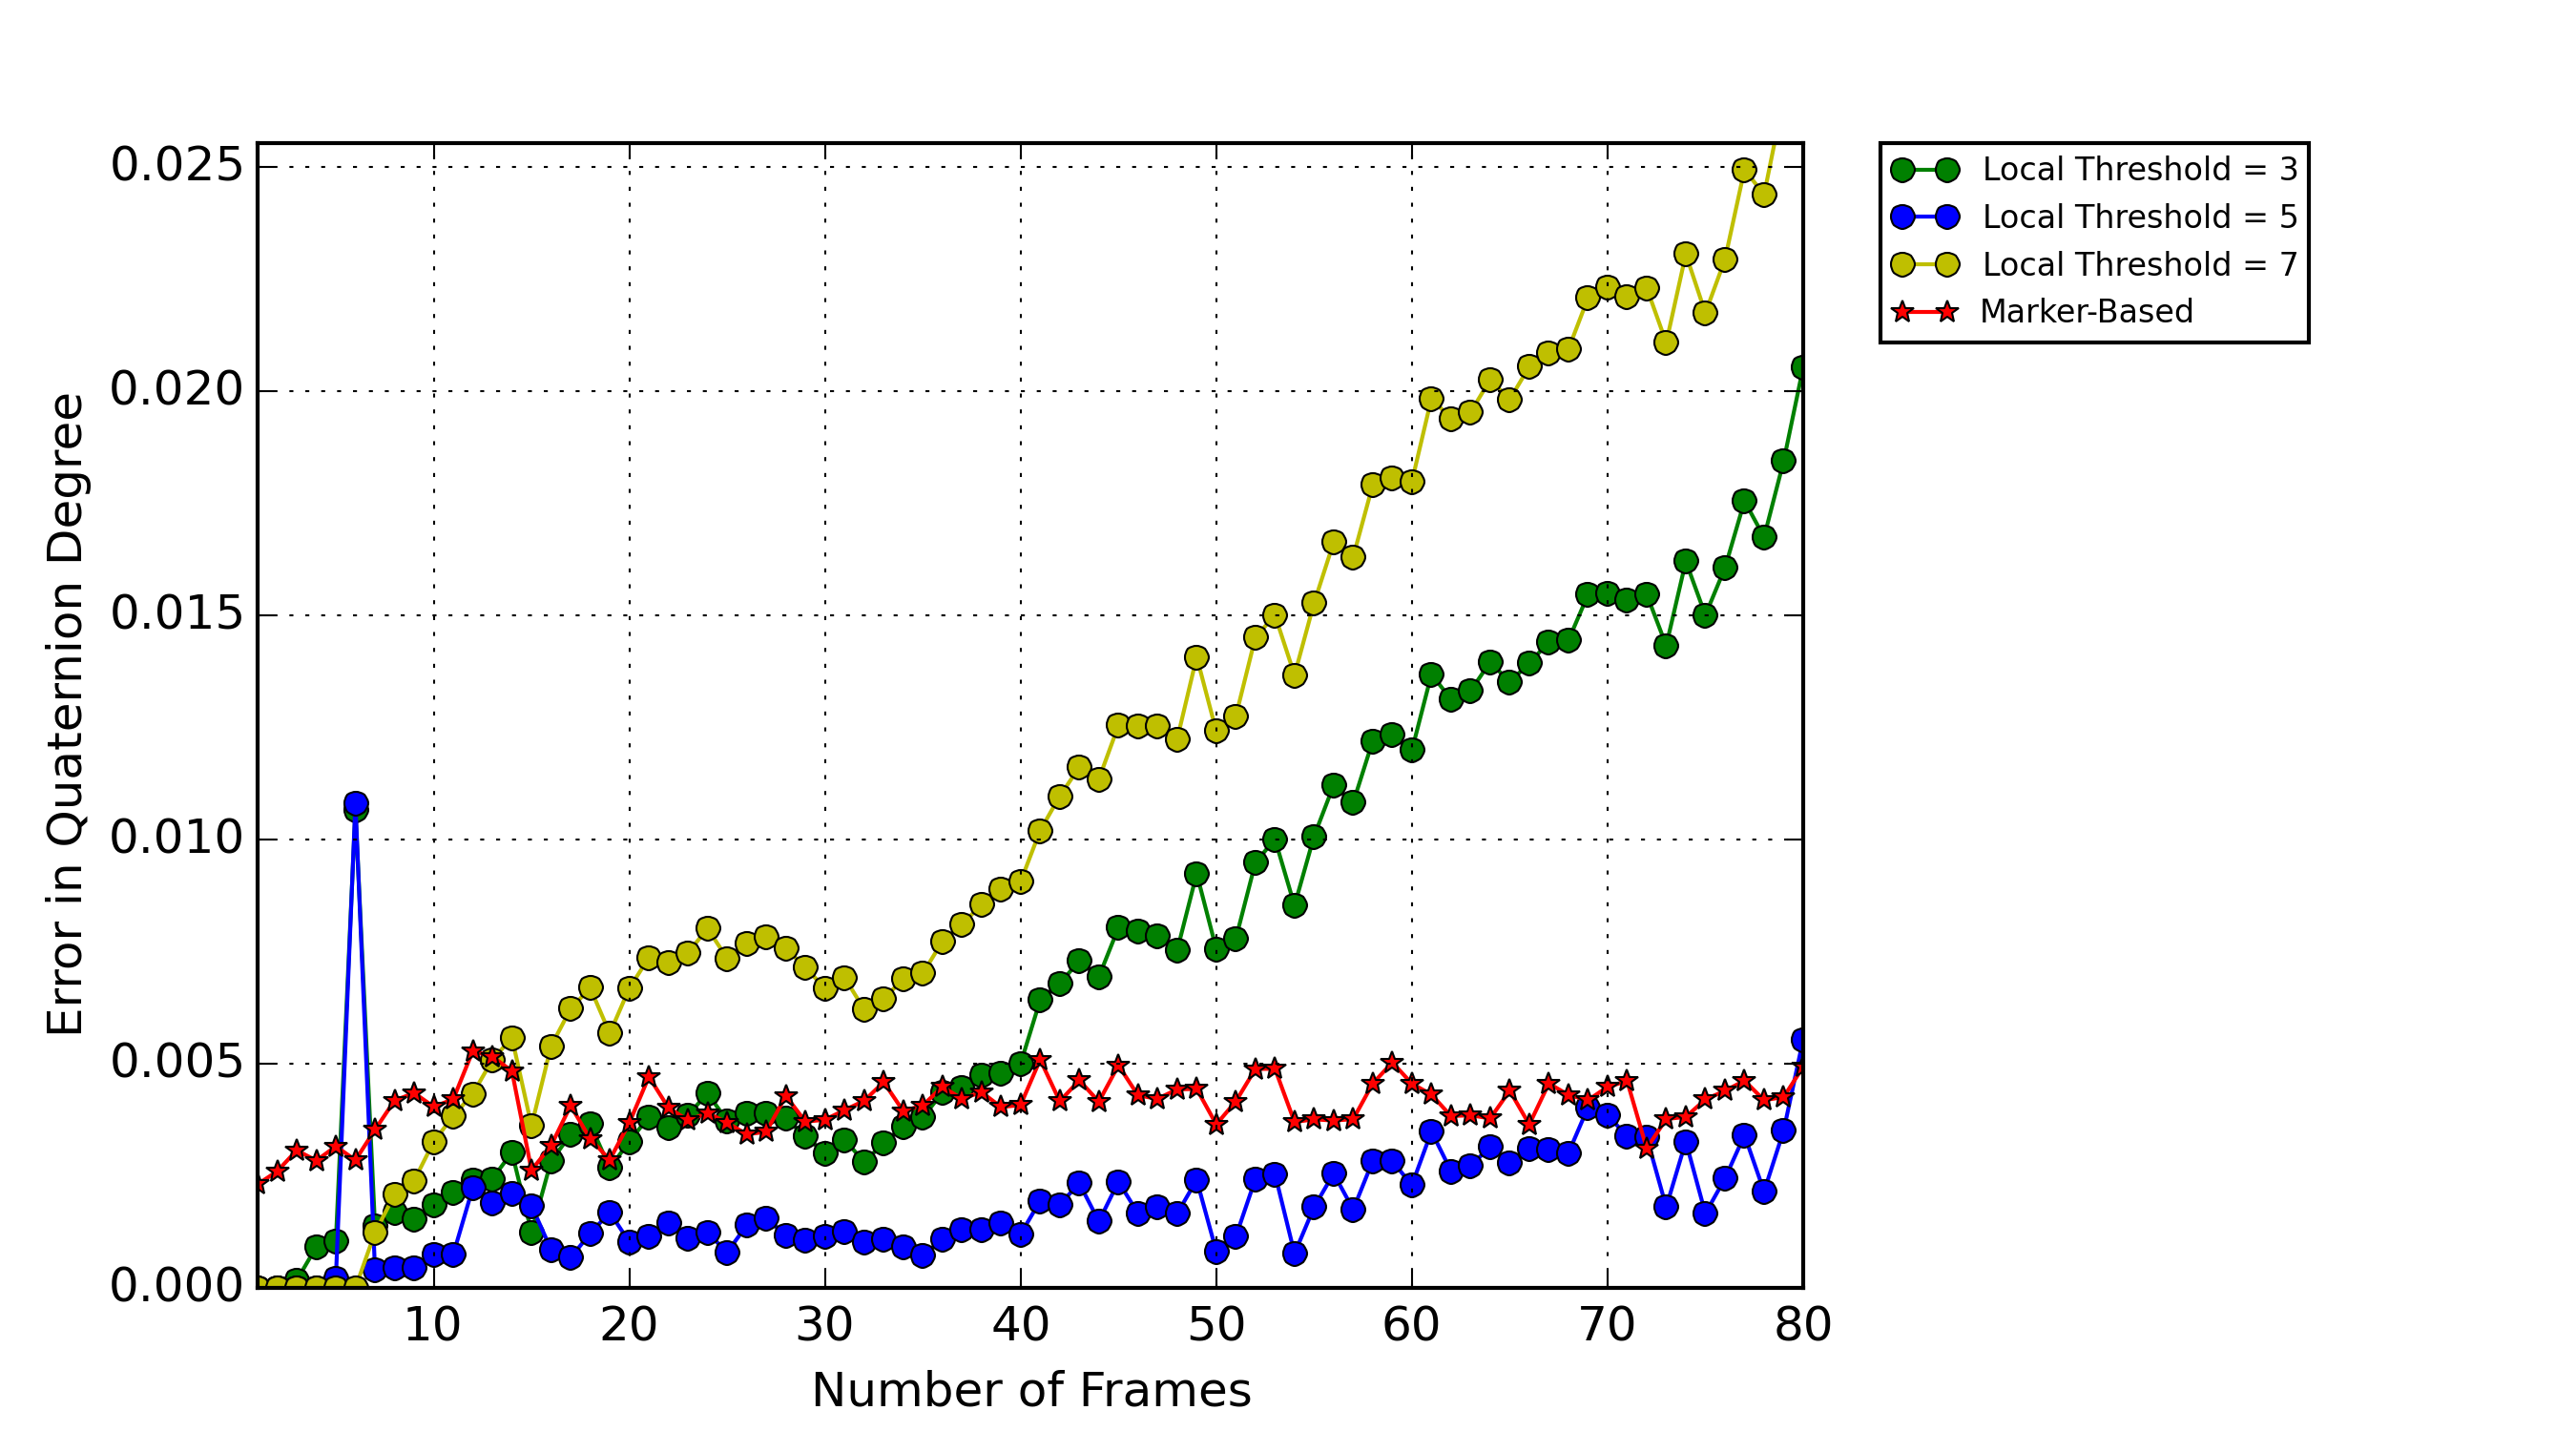 0.025
0.020
0.015
0.010
0.005
0.000
Error in Quaternion Degree
10 20 30 40 50 60 70 80
Number of Frames
Local Threshold = 3
Local Threshold = 5
Local Threshold = 7
Marker-Based